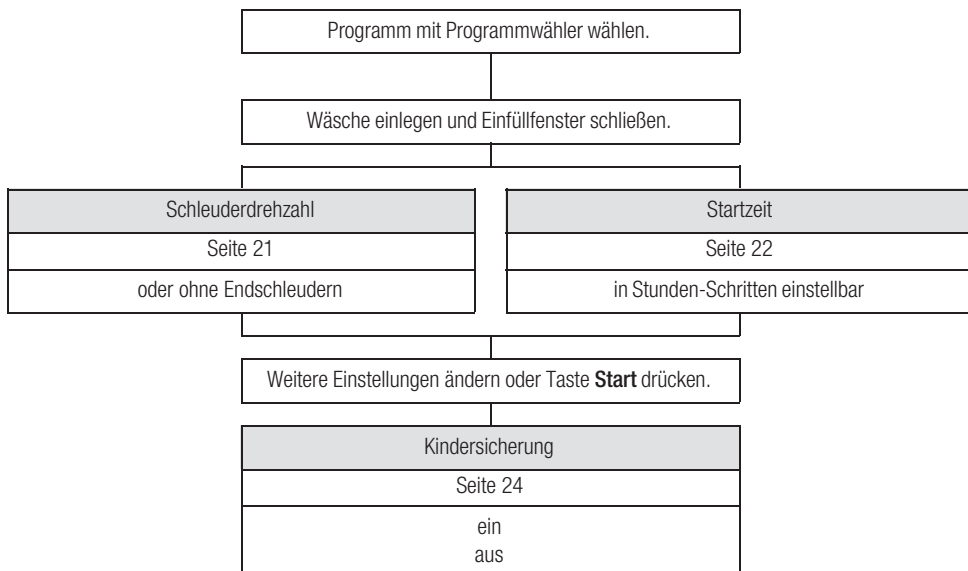 Programm mit Programmwähler wählen.
Wäsche einlegen und Einfüllfenster schließen.
Schleuderdrehzahl
Seite 21
oder ohne Endschleudern
Startzeit
Seite 22
in Stunden-Schritten einstellbar
Weitere Einstellungen ändern oder Taste Start drücken.
Kindersicherung
Seite 24
ein
aus